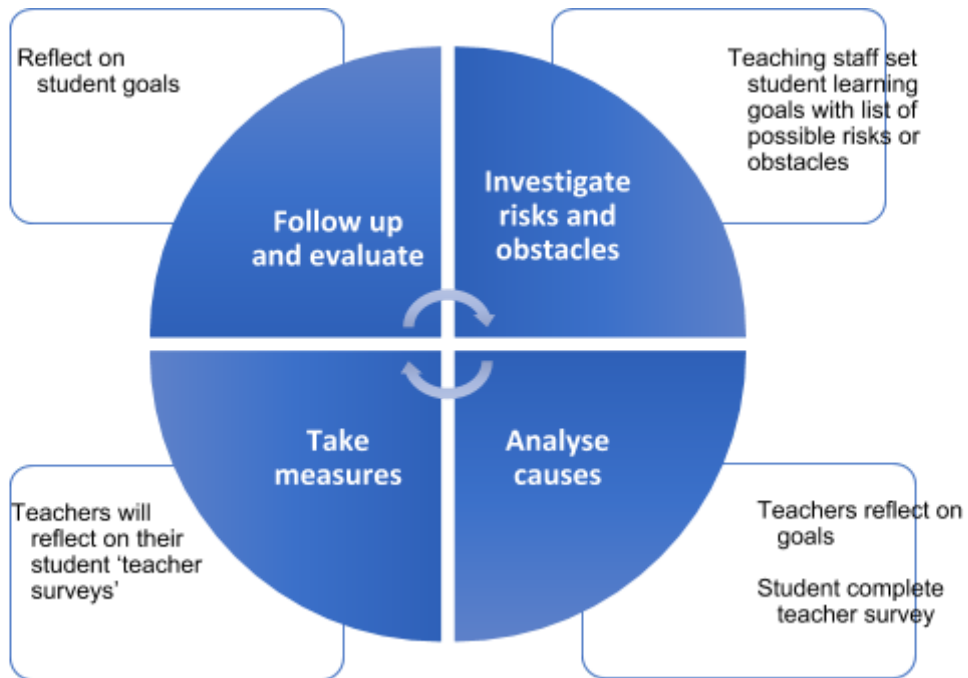 Reflect on
student goals
Teaching staff set
student learning
goals with list of
possible risks or
obstacles
Follow up
and evaluate
Investigate
risks and
obstacles
Take
measures
Analyse
causes
Teachers will
reflect on their
student ‘teacher
surveys’
Teachers reflect on
goals
Student complete
teacher survey